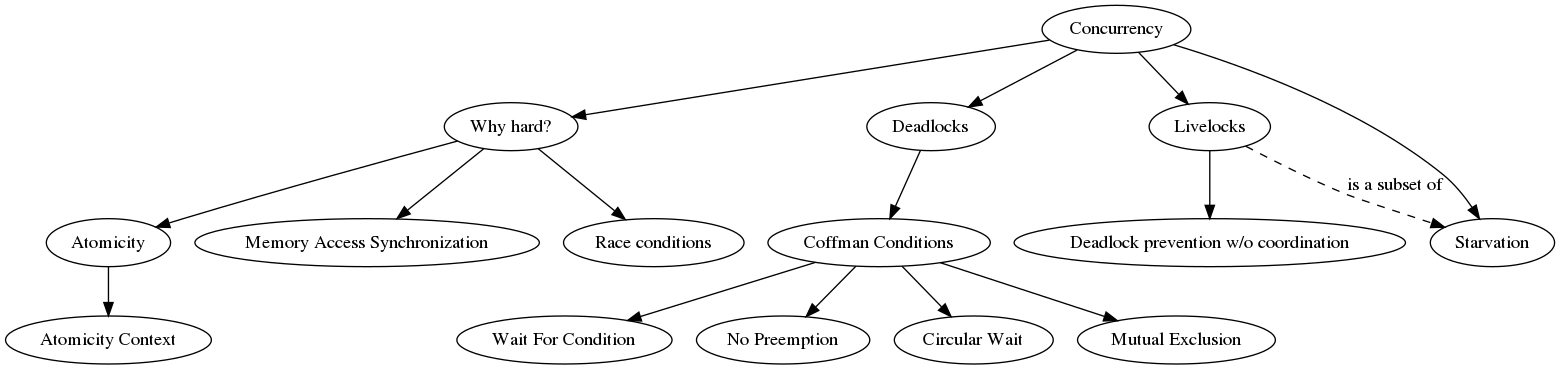 Concurrency
Why hard?
Deadlocks
Livelocks
is a subset of
Atomicity
Memory Access Synchronization
Race conditions
Coffman Conditions
Deadlock prevention w/o coordination
Starvation
Atomicity Context
Wait For Condition
No Preemption
Circular Wait
Mutual Exclusion